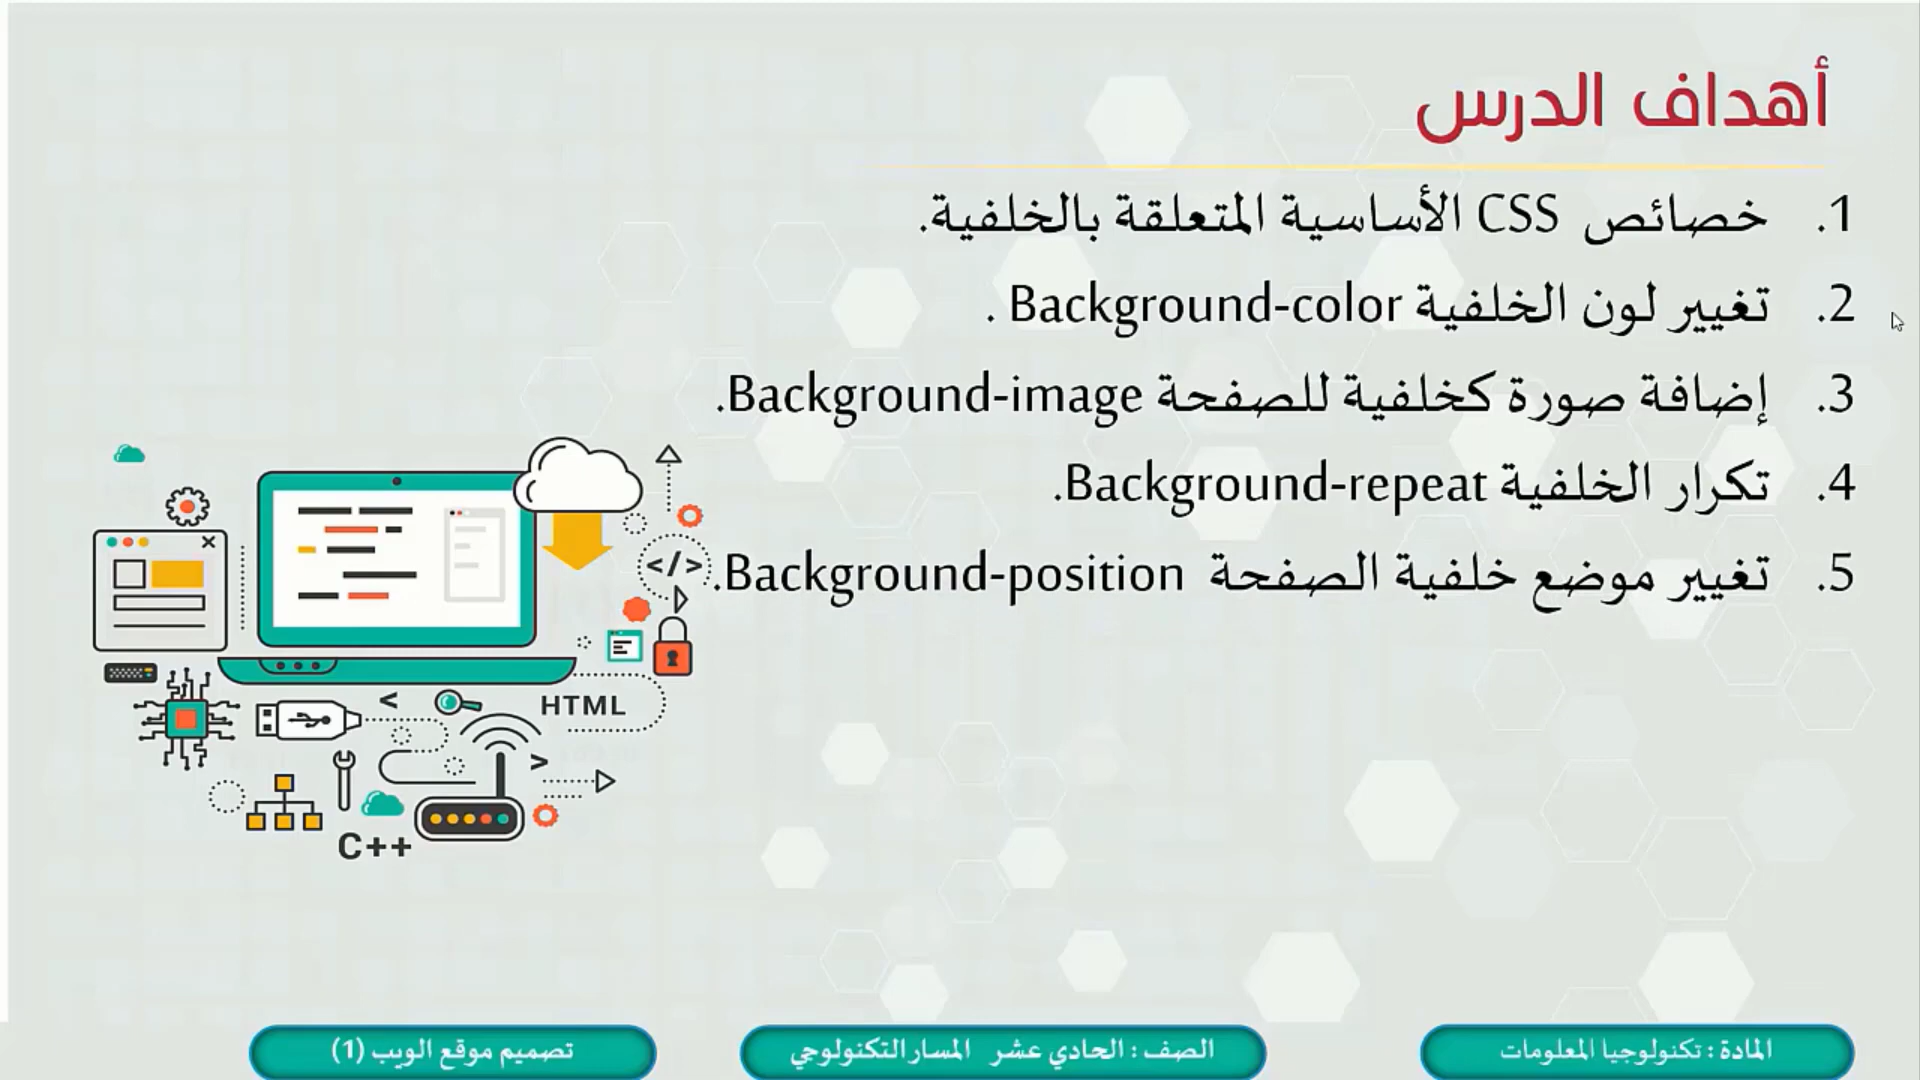 أهداف الدرس
1. خصائص CSS الأساسية المتعلقة بالخلفية.
2. تغيير لون الخلفية Background-color .
3. إضافة صورة كخلفية للصفحة Background-image.
4. تكرار الخلفية Background-repeat.
5. تغيير موضع خلفية الصفحة Background-position.
</>
<
HTML
>
C++
المادة : تكنولوجيا المعلومات
الصف : الحادي عشر المسار التكنولوجي
تصميم موقع الويب (1)